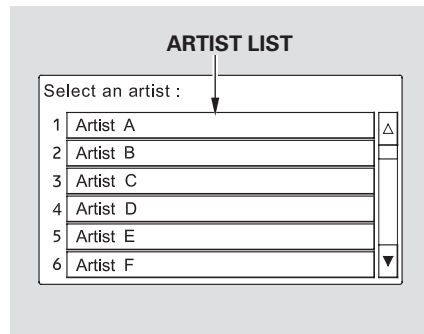 ARTIST LIST
Select an artist :
1 Artist A
2 Artist B
3 Artist C
4 Artist D
5 Artist E
6 Artist F